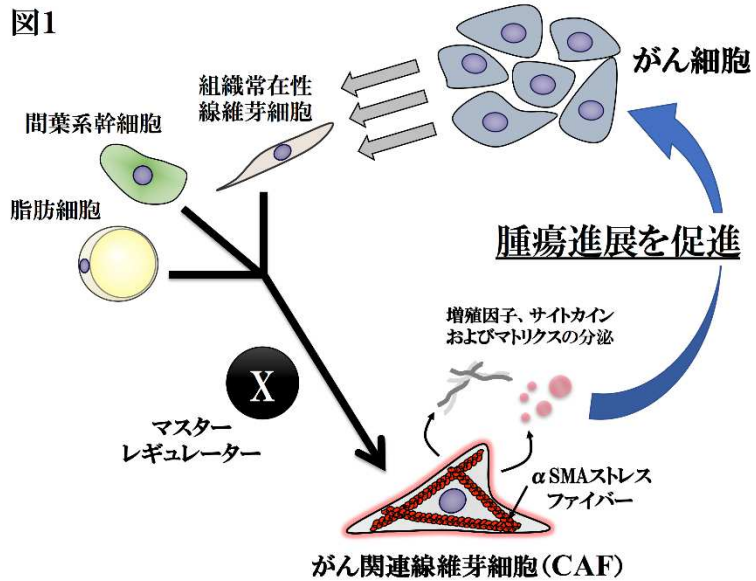 図1
がん細胞
組織常在性
線維芽細胞
間葉系幹細胞
脂肪細胞
腫瘍進展を促進
増殖因子、サイトカイン
およびマトリクスの分泌
X
マスター
レギュレーター
αSMAストレス
ファイバー
がん関連線維芽細胞(CAF)